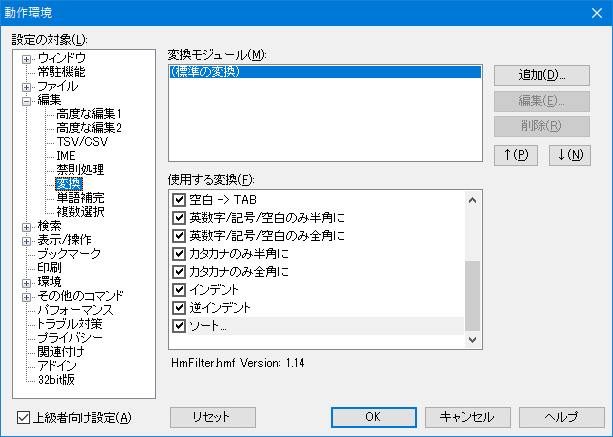 動作環境
設定の対象(L):
ウィンドウ
常駐機能
ファイル
編集
高度な編集1
高度な編集2
TSV/CSV
IME
禁則処理
変換
単語補完
複数選択
検索
表示/操作
ブックマーク
印刷
環境
その他のコマンド
パフォーマンス
トラブル対策
プライバシー
関連付け
アドイン
32bit版
変換モジュール(M):
(標準の変換)
追加(D)...
編集(E)...
削除(R)
↑(P)
↓(N)
使用する変換(F):
空白 -> TAB
英数字/記号/空白のみ半角に
英数字/記号/空白のみ全角に
カタカナのみ半角に
カタカナのみ全角に
インデント
逆インデント
ソート...
HmFilter.hmf Version: 1.14
上級者向け設定(A)
リセット
OK
キャンセル
ヘルプ